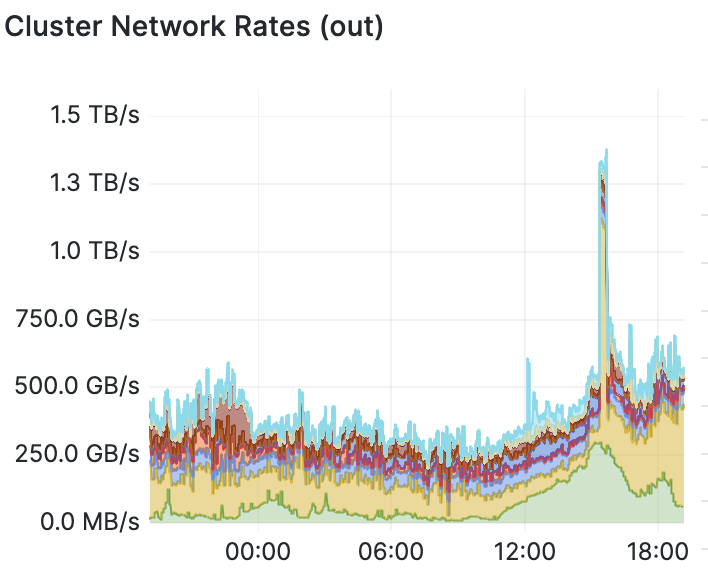 Cluster Network Rates (out)
1.5 TB/s
1.3 TB/s
1.0 TB/s
750.0 GB/s
500.0 GB/s
250.0 GB/s
0.0 MB/s
00:00 06:00 12:00 18:00